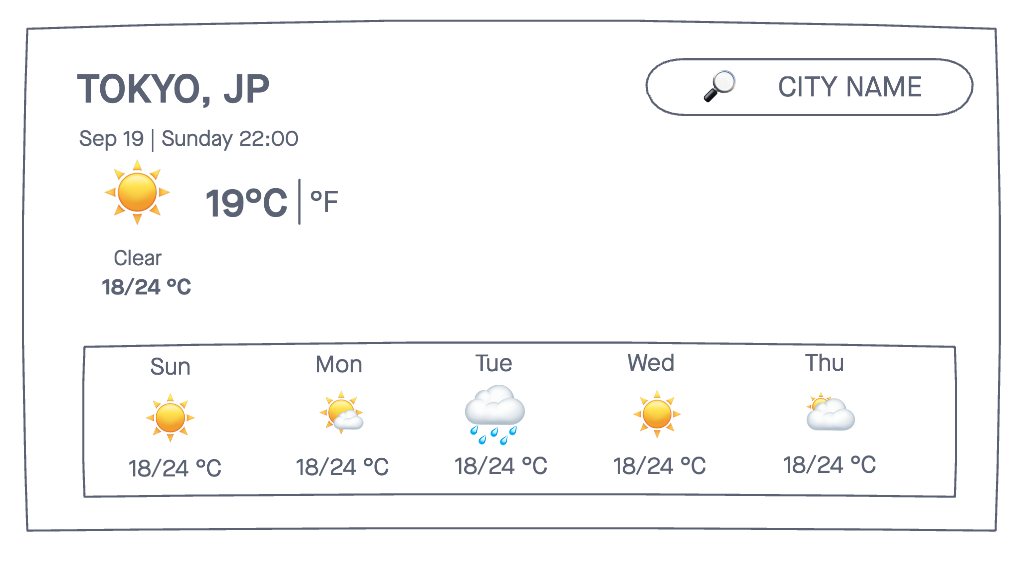 TOKYO, JP
CITY NAME
Sep 19 | Sunday 22:00
19°C | °F
Clear
18/24 °C
Sun Mon Tue Wed Thu
18/24 °C 18/24 °C 18/24 °C 18/24 °C 18/24 °C